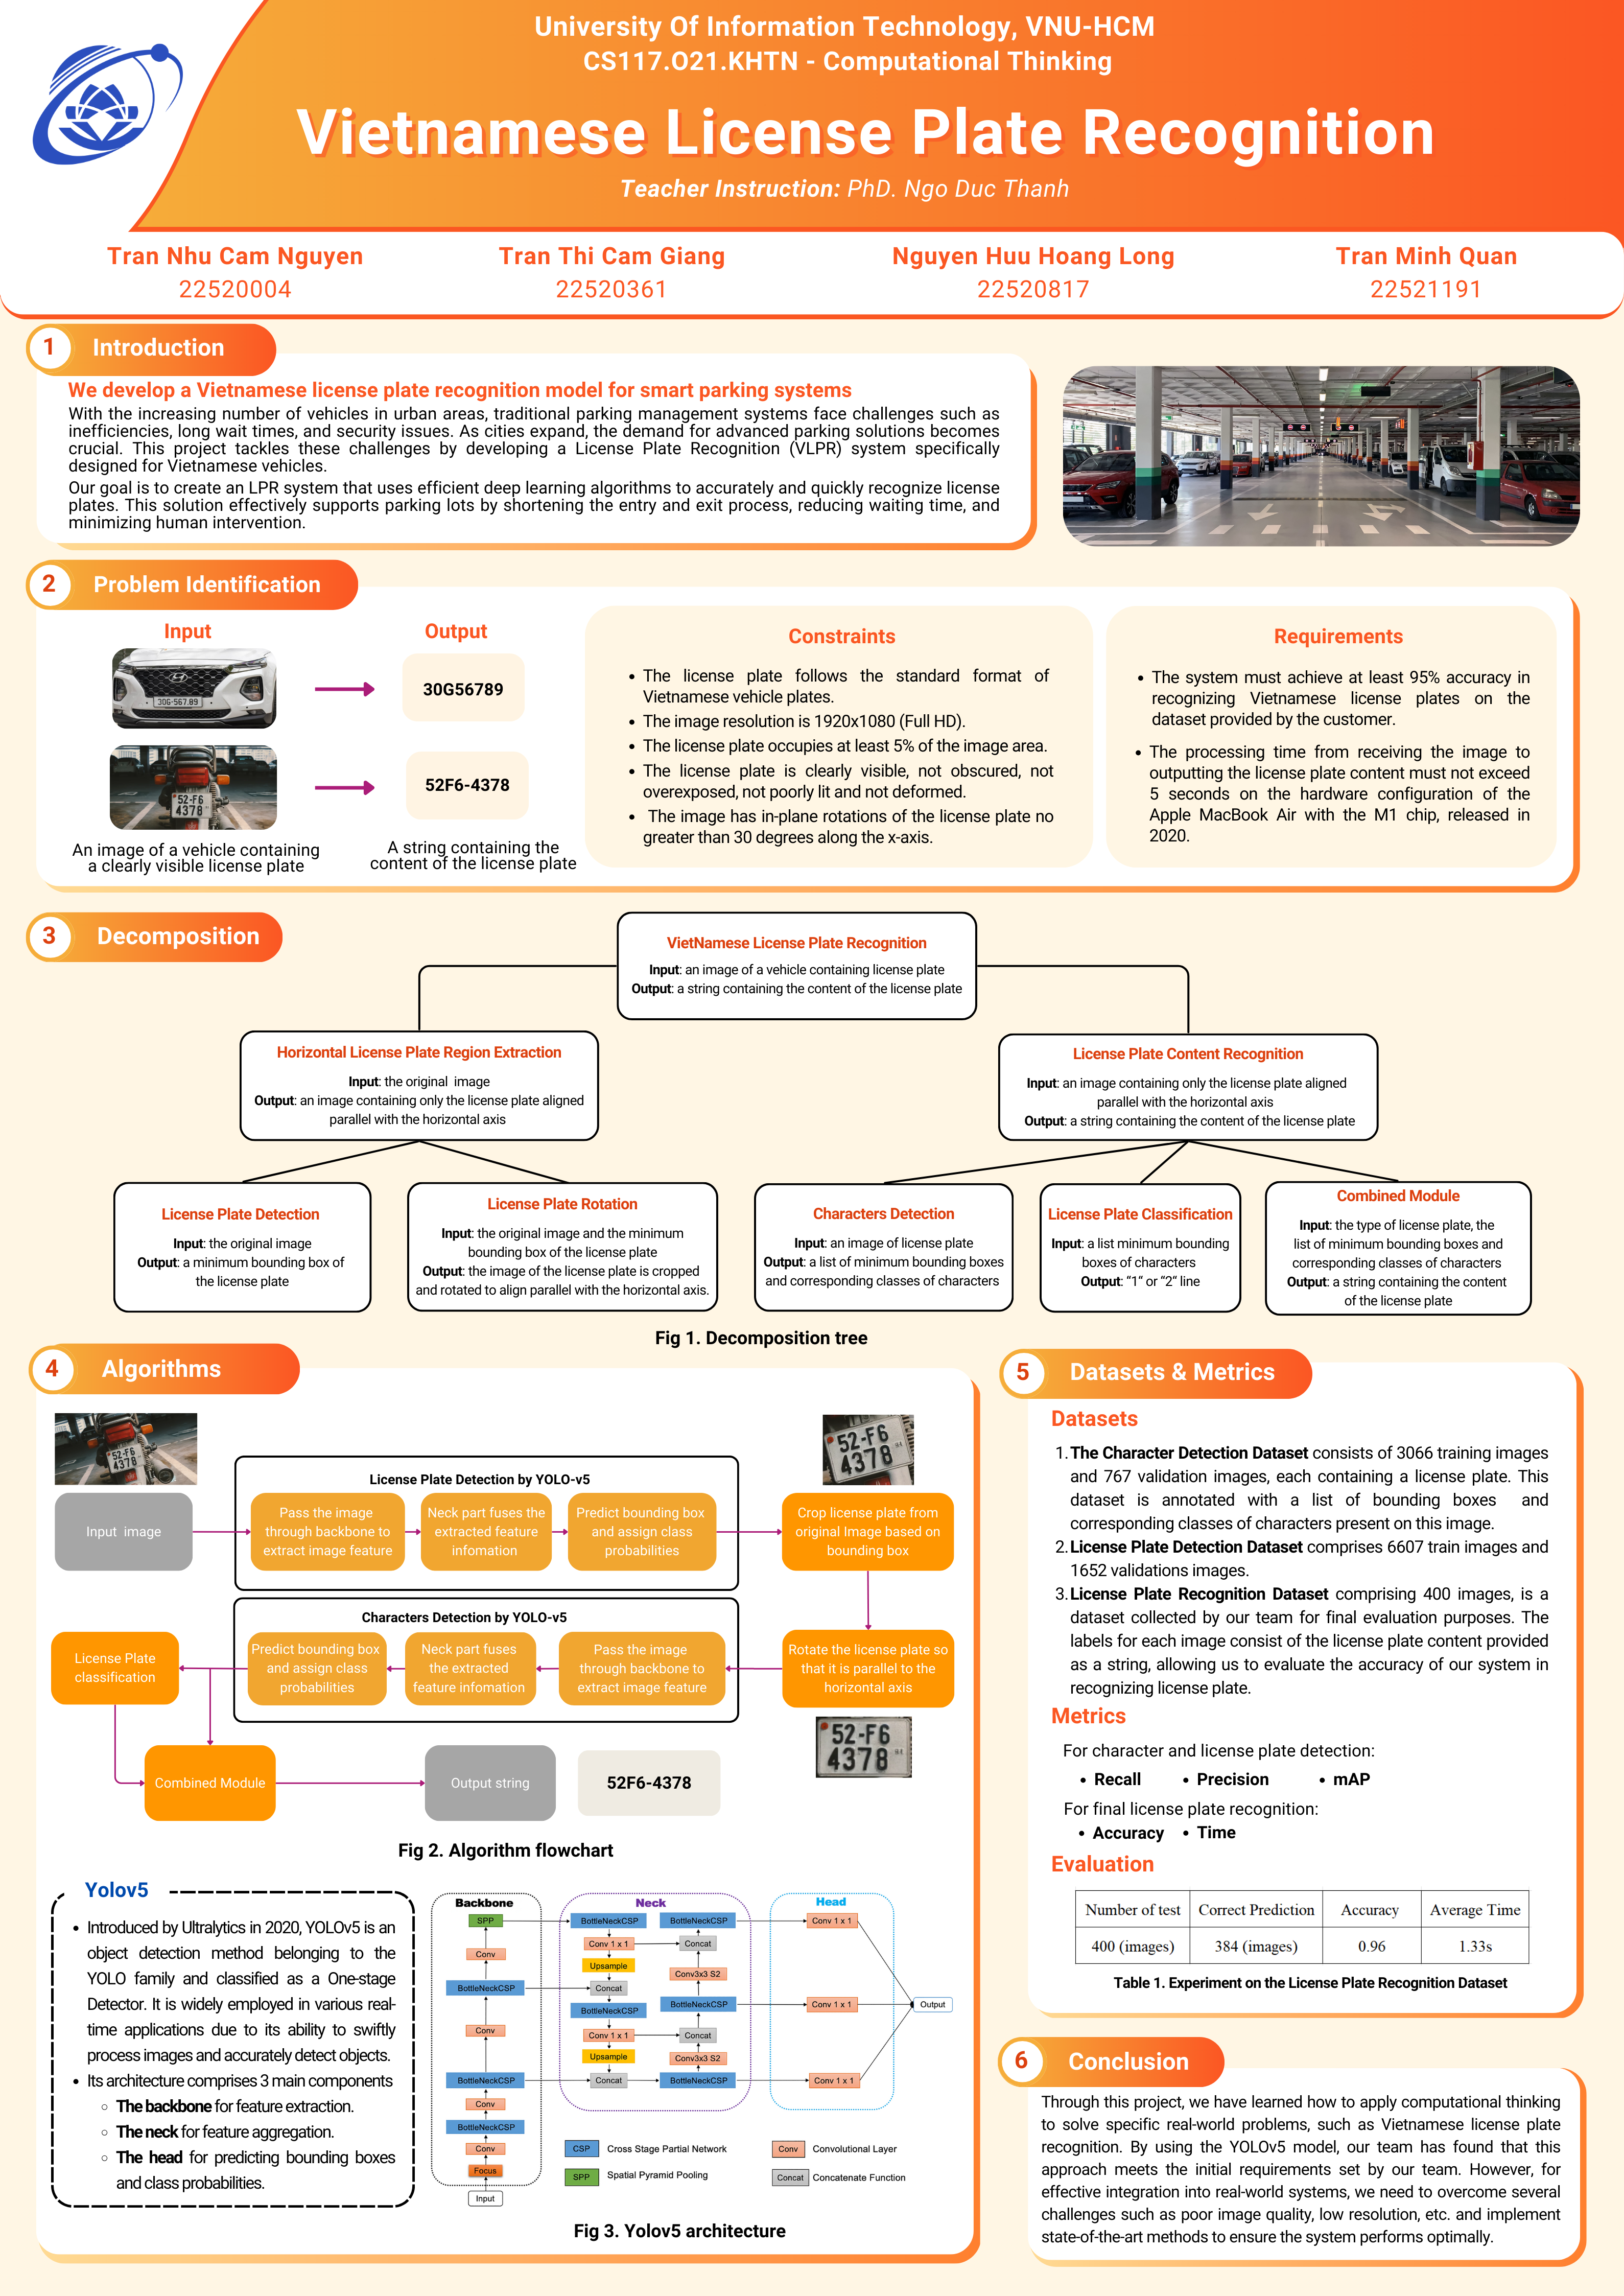 University Of Information Technology, VNU-HCM
CS117.O21.KHTN - Computational Thinking
Vietnamese License Plate Recognition
Teacher Instruction: PhD. Ngo Duc Thanh
Tran Nhu Cam Nguyen
22520004
Tran Thi Cam Giang
22520361
Nguyen Huu Hoang Long
22520817
Tran Minh Quan
22521191
1 Introduction
We develop a Vietnamese license plate recognition model for smart parking systems
With the increasing number of vehicles in urban areas, traditional parking management systems face challenges such as
inefficiencies, long wait times, and security issues. As cities expand, the demand for advanced parking solutions becomes
crucial. This project tackles these challenges by developing a License Plate Recognition (VLPR) system specifically
designed for Vietnamese vehicles.
Our goal is to create an LPR system that uses efficient deep learning algorithms to accurately and quickly recognize license
plates. This solution effectively supports parking lots by shortening the entry and exit process, reducing waiting time, and
minimizing human intervention.
2 Problem Identification
Input
Output
30G-567.89
30G56789
52-F6
4378
52F6-4378
An image of a vehicle containing
a clearly visible license plate
A string containing the
content of the license plate
Constraints
• The license plate follows the standard format of
Vietnamese vehicle plates.
• The image resolution is 1920x1080 (Full HD).
• The license plate occupies at least 5% of the image area.
• The license plate is clearly visible, not obscured, not
overexposed, not poorly lit and not deformed.
• The image has in-plane rotations of the license plate no
greater than 30 degrees along the x-axis.
Requirements
• The system must achieve at least 95% accuracy in
recognizing Vietnamese license plates on the
dataset provided by the customer.
• The processing time from receiving the image to
outputting the license plate content must not exceed
5 seconds on the hardware configuration of the
Apple MacBook Air with the M1 chip, released in
2020.
3 Decomposition
VietNamese License Plate Recognition
Input: an image of a vehicle containing license plate
Output: a string containing the content of the license plate
Horizontal License Plate Region Extraction
Input: the original image
Output: an image containing only the license plate aligned
parallel with the horizontal axis
License Plate Content Recognition
Input: an image containing only the license plate aligned
parallel with the horizontal axis
Output: a string containing the content of the license plate
License Plate Detection
Input: the original image
Output: a minimum bounding box of
the license plate
License Plate Rotation
Input: the original image and the minimum
bounding box of the license plate
Output: the image of the license plate is cropped
and rotated to align parallel with the horizontal axis.
Characters Detection
Input: an image of license plate
Output: a list of minimum bounding boxes
and corresponding classes of characters
License Plate Classification
Input: a list minimum bounding
boxes of characters
Output: “1” or “2” line
Combined Module
Input: the type of license plate, the
list of minimum bounding boxes and
corresponding classes of characters
Output: a string containing the content
of the license plate
Fig 1. Decomposition tree
4 Algorithms
52-F6
4378
Input image
License Plate Detection by YOLO-v5
Pass the image
through backbone to
extract image feature
Neck part fuses the
extracted feature
infomation
Predict bounding box
and assign class
probabilities
52-F6
4378
Crop license plate from
original Image based on
bounding box
Rotate the license plate so
that it is parallel to the
horizontal axis
52-F6
4378
Characters Detection by YOLO-v5
Pass the image
through backbone to
extract image feature
Neck part fuses
the extracted
feature infomation
Predict bounding box
and assign class
probabilities
License Plate
classification
Combined Module
Output string
52F6-4378
Fig 2. Algorithm flowchart
Yolov5
• Introduced by Ultralytics in 2020, YOLOv5 is an
object detection method belonging to the
YOLO family and classified as a One-stage
Detector. It is widely employed in various real-
time applications due to its ability to swiftly
process images and accurately detect objects.
• Its architecture comprises 3 main components
◦ The backbone for feature extraction.
◦ The neck for feature aggregation.
◦ The head for predicting bounding boxes
and class probabilities.
Backbone
SPP
Conv
BottleNeckCSP
Conv
BottleNeckCSP
Conv
BottleNeckCSP
Conv
Focus
Input
Neck
BottleNeckCSP
Conv 1 x 1
Upsample
Concat
BottleNeckCSP
Conv 1 x 1
Upsample
Concat
BottleNeckCSP
Concat
Conv3x3 S2
BottleNeckCSP
Concat
Conv3x3 S2
BottleNeckCSP
Head
Conv 1 x 1
Conv 1 x 1
Conv 1 x 1
Output
CSP Cross Stage Partial Network
Conv Convolutional Layer
SPP Spatial Pyramid Pooling
Concat Concatenate Function
Fig 3. Yolov5 architecture
5 Datasets & Metrics
Datasets
1. The Character Detection Dataset consists of 3066 training images
and 767 validation images, each containing a license plate. This
dataset is annotated with a list of bounding boxes and
corresponding classes of characters present on this image.
2. License Plate Detection Dataset comprises 6607 train images and
1652 validations images.
3. License Plate Recognition Dataset comprising 400 images, is a
dataset collected by our team for final evaluation purposes. The
labels for each image consist of the license plate content provided
as a string, allowing us to evaluate the accuracy of our system in
recognizing license plate.
Metrics
For character and license plate detection:
• Recall • Precision • mAP
For final license plate recognition:
• Accuracy • Time
Evaluation
Number of test Correct Prediction Accuracy Average Time
400 (images) 384 (images) 0.96 1.33s
Table 1. Experiment on the License Plate Recognition Dataset
6 Conclusion
Through this project, we have learned how to apply computational thinking
to solve specific real-world problems, such as Vietnamese license plate
recognition. By using the YOLOv5 model, our team has found that this
approach meets the initial requirements set by our team. However, for
effective integration into real-world systems, we need to overcome several
challenges such as poor image quality, low resolution, etc. and implement
state-of-the-art methods to ensure the system performs optimally.